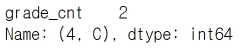 grade_cnt    2
Name: (4, C), dtype: int64